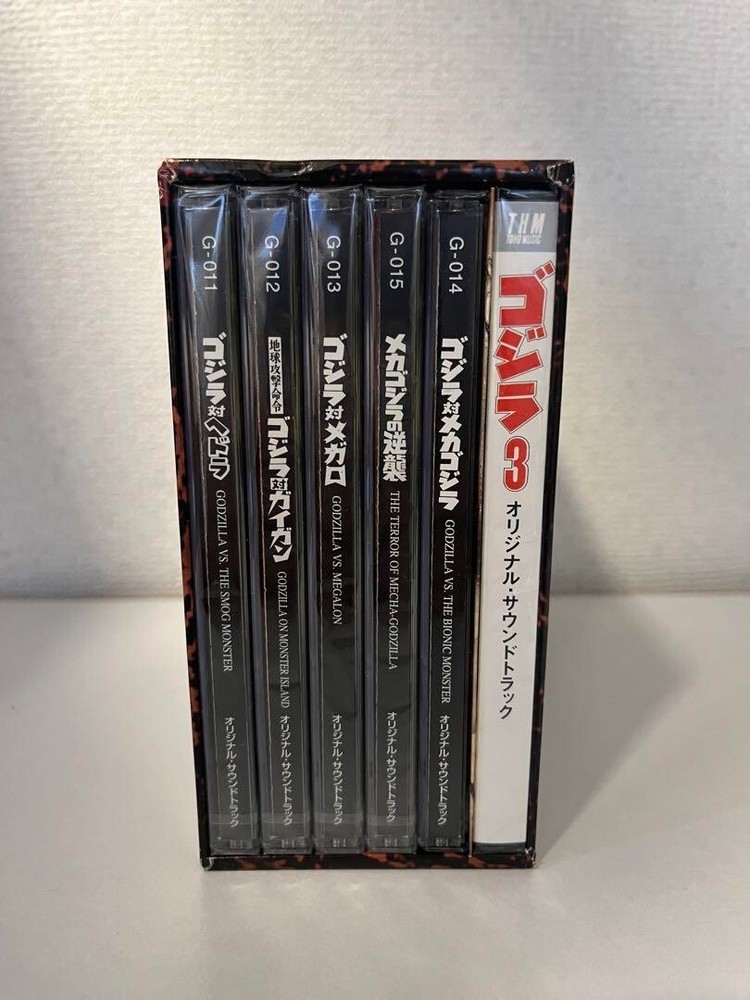 G-011
ゴジラ対ヘドラ
GODZILLA VS. THE SMOG MONSTER
オリジナル・サウンドトラック
G-012
地球攻撃命令
ゴジラ対ガイガン
GODZILLA ON MONSTER ISLAND
オリジナル・サウンドトラック
G-013
ゴジラ対メガロ
GODZILLA VS. MEGALON
オリジナル・サウンドトラック
G-015
メカゴジラの逆襲
THE TERROR OF MECHA-GODZILLA
オリジナル・サウンドトラック
G-014
ゴジラ対メカゴジラ
GODZILLA VS. THE BIONIC MONSTER
オリジナル・サウンドトラック
THM
TOHO MUSIC
ゴジラ3
オリジナル・サウンドトラック